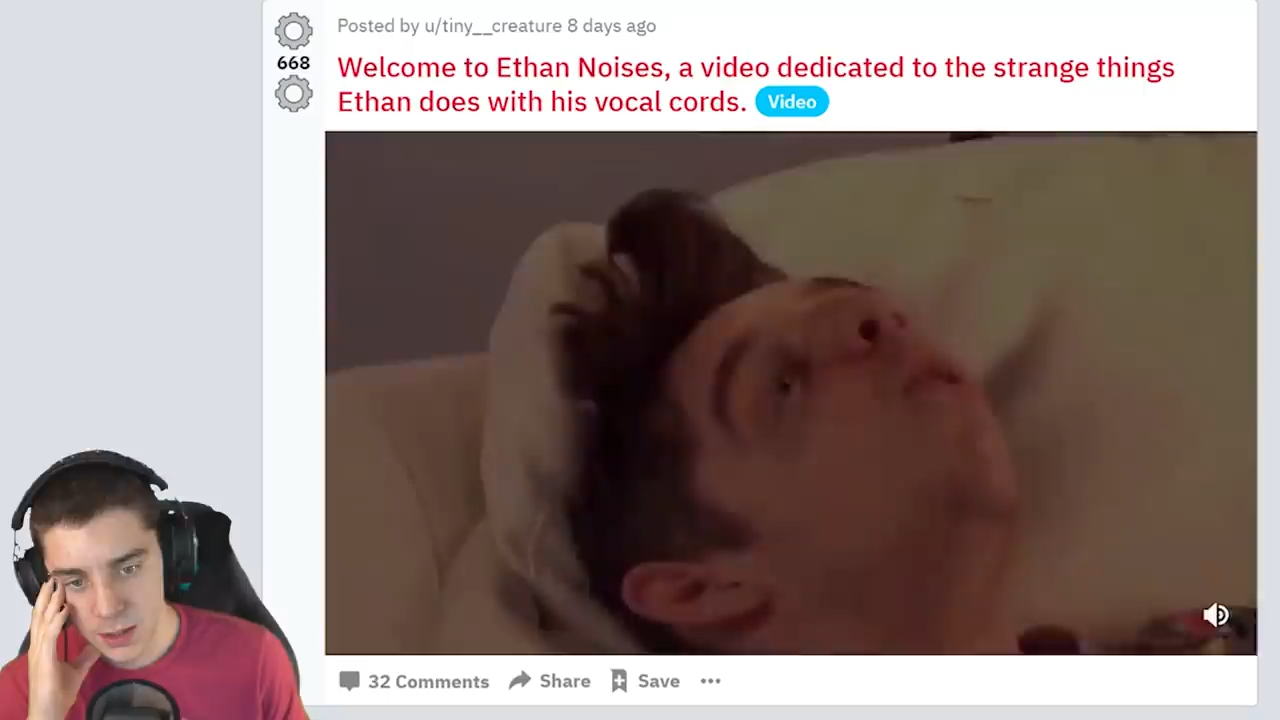 Posted by u/tiny__creature 8 days ago
668
Welcome to Ethan Noises, a video dedicated to the strange things
Ethan does with his vocal cords. Video
32 Comments Share Save